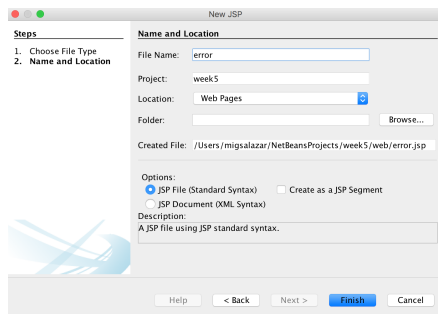 New JSP
Steps
1. Choose File Type
2. Name and Location
Name and Location
File Name: error
Project: week5
Location: Web Pages
Folder: Browse...
Created File: /Users/migsalazar/NetBeansProjects/week5/web/error.jsp
Options:
JSP File (Standard Syntax) Create as a JSP Segment
JSP Document (XML Syntax)
Description:
A JSP file using JSP standard syntax.
Help < Back Next > Finish Cancel